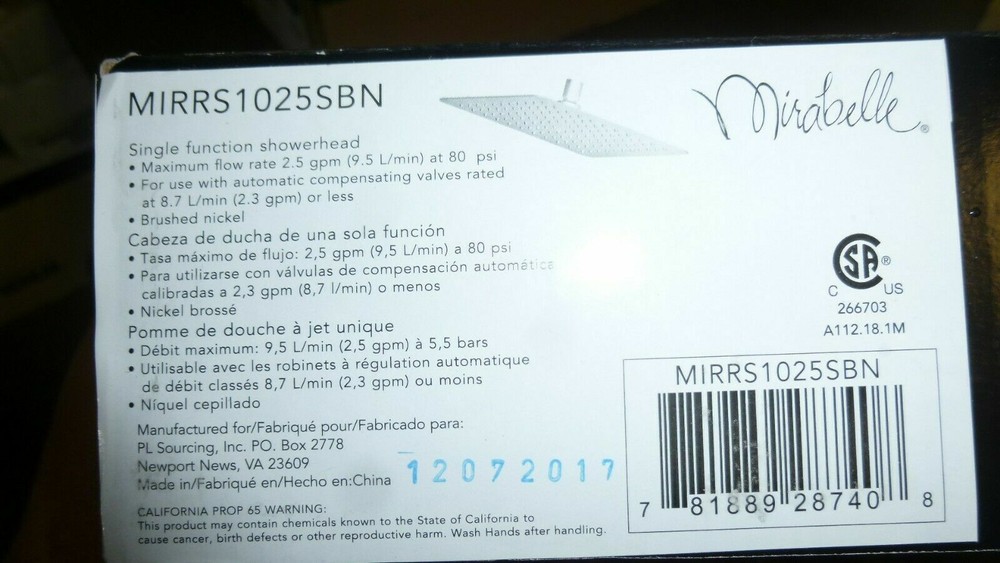 MIRRS1025SBN
Mirabelle®
Single function showerhead
• Maximum flow rate 2.5 gpm (9.5 L/min) at 80 psi
• For use with automatic compensating valves rated
at 8.7 L/min (2.3 gpm) or less
• Brushed nickel
Cabeza de ducha de una sola función
• Tasa máximo de flujo: 2,5 gpm (9,5 L/min) a 80 psi
• Para utilizarse con válvulas de compensación automática
calibradas a 2,3 gpm (8,7 l/min) o menos
• Nickel brossé
Pomme de douche à jet unique
• Débit maximum: 9,5 L/min (2,5 gpm) à 5,5 bars
• Utilisable avec les robinets à régulation automatique
de débit classés 8,7 L/min (2,3 gpm) ou moins
• Níquel cepillado
Manufactured for/Fabriqué pour/Fabricado para:
PL Sourcing, Inc. PO. Box 2778
Newport News, VA 23609
Made in/Fabriqué en/Hecho en:China
12072017
CALIFORNIA PROP 65 WARNING:
This product may contain chemicals known to the State of California to
cause cancer, birth defects or other reproductive harm. Wash Hands after handling.
CSA®
C US
266703
A112.18.1M
MIRRS1025SBN
7 81889 28740 8